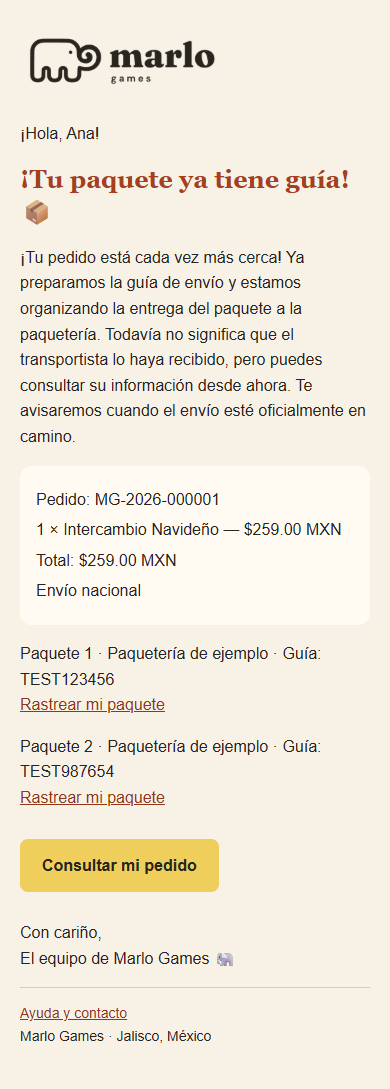 marlo
games
¡Hola, Ana!
¡Tu paquete ya tiene guía!
📦
¡Tu pedido está cada vez más cerca! Ya
preparamos la guía de envío y estamos
organizando la entrega del paquete a la
paquetería. Todavía no significa que el
transportista lo haya recibido, pero puedes
consultar su información desde ahora. Te
avisaremos cuando el envío esté oficialmente en
camino.
Pedido: MG-2026-000001
1 × Intercambio Navideño — $259.00 MXN
Total: $259.00 MXN
Envío nacional
Paquete 1 · Paquetería de ejemplo · Guía:
TEST123456
Rastrear mi paquete
Paquete 2 · Paquetería de ejemplo · Guía:
TEST987654
Rastrear mi paquete
Consultar mi pedido
Con cariño,
El equipo de Marlo Games 🐘
Ayuda y contacto
Marlo Games · Jalisco, México